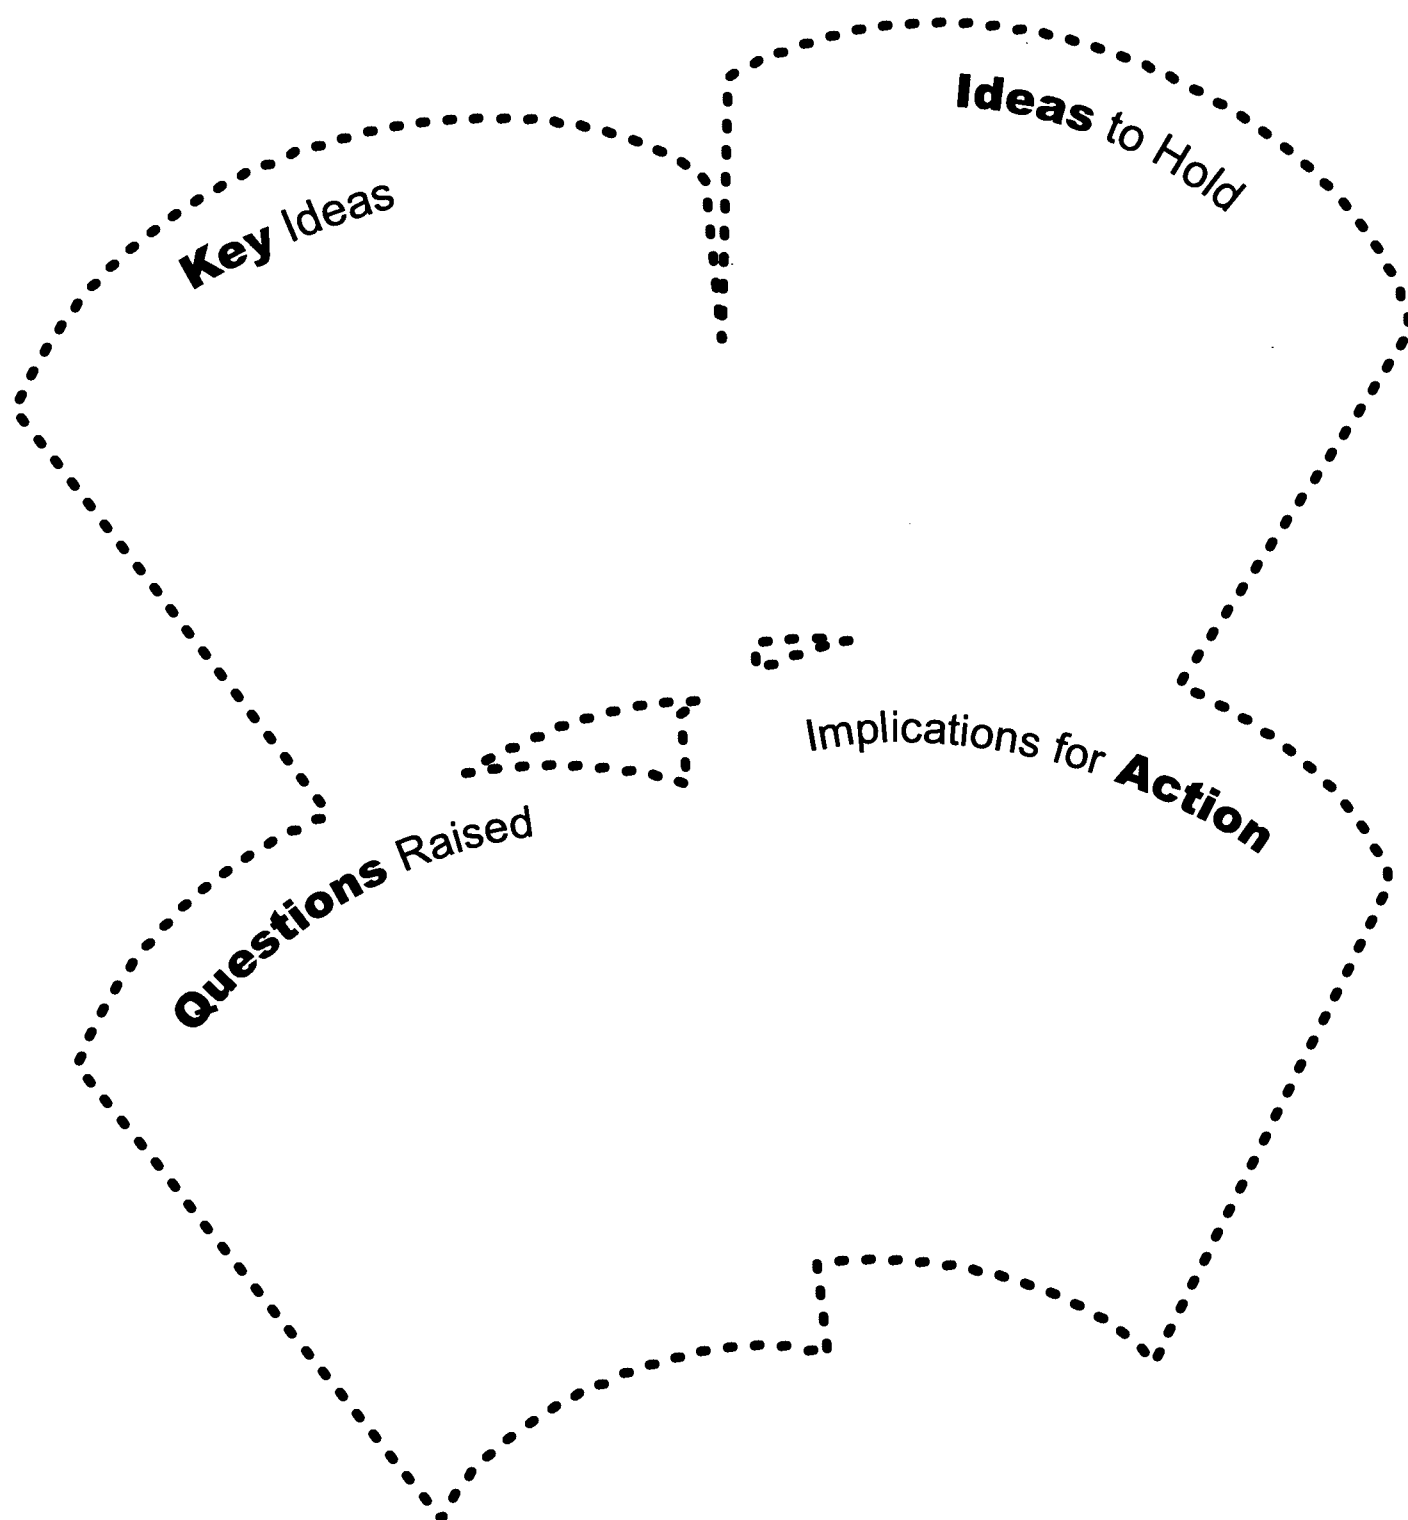 Key Ideas
Ideas to Hold
Questions Raised
Implications for Action